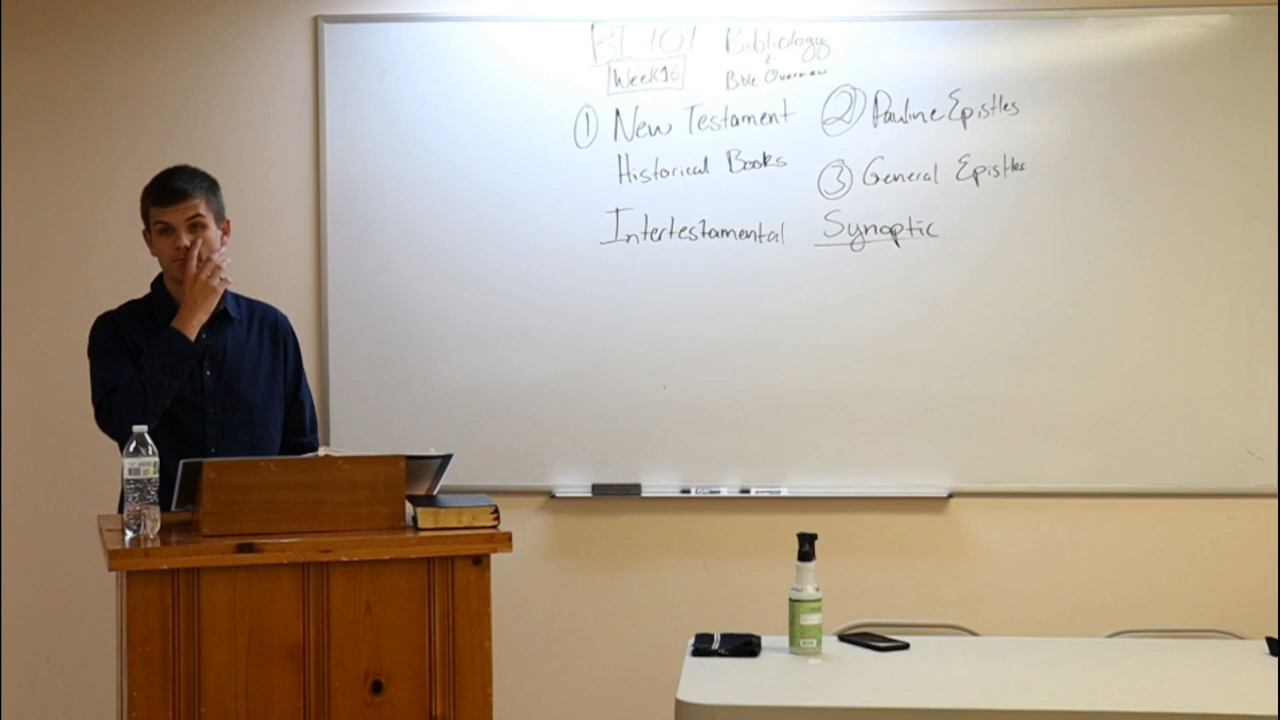 BI-101 Bibliology
Week 16 & Bible Overview
① New Testament
Historical Books
② Pauline Epistles
③ General Epistles
Intertestamental Synoptic